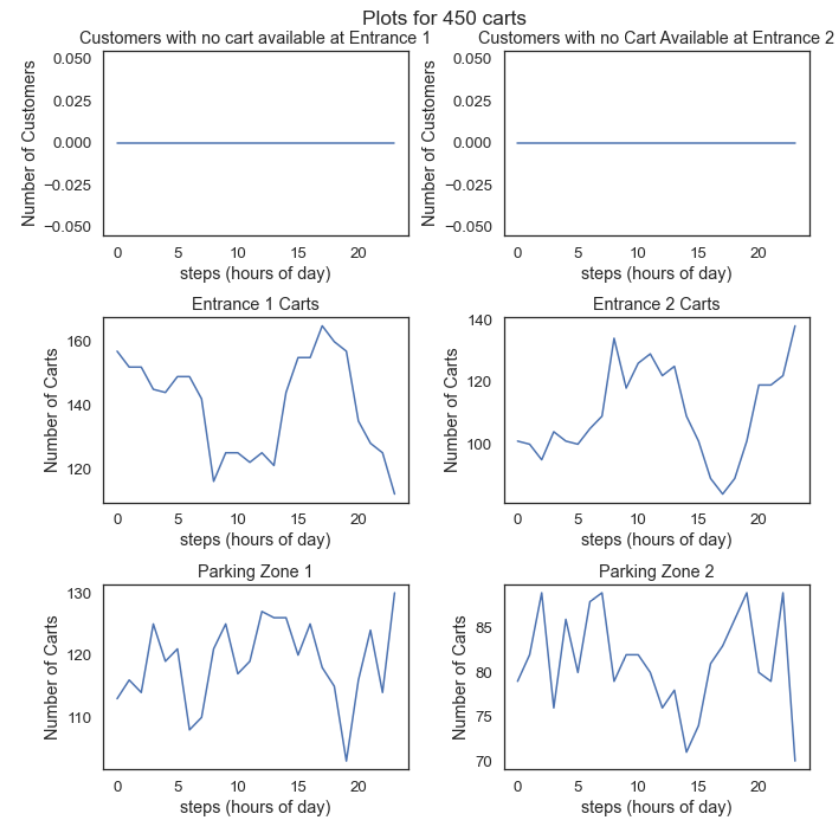 Plots for 450 carts
Customers with no cart available at Entrance 1
Customers with no Cart Available at Entrance 2
Number of Customers
0.050
0.025
0.000
−0.025
−0.050
0 5 10 15 20
steps (hours of day)
Number of Customers
0.050
0.025
0.000
−0.025
−0.050
0 5 10 15 20
steps (hours of day)
Entrance 1 Carts
Number of Carts
160
140
120
0 5 10 15 20
steps (hours of day)
Entrance 2 Carts
Number of Carts
140
120
100
0 5 10 15 20
steps (hours of day)
Parking Zone 1
Number of Carts
130
120
110
0 5 10 15 20
steps (hours of day)
Parking Zone 2
Number of Carts
85
80
75
70
0 5 10 15 20
steps (hours of day)